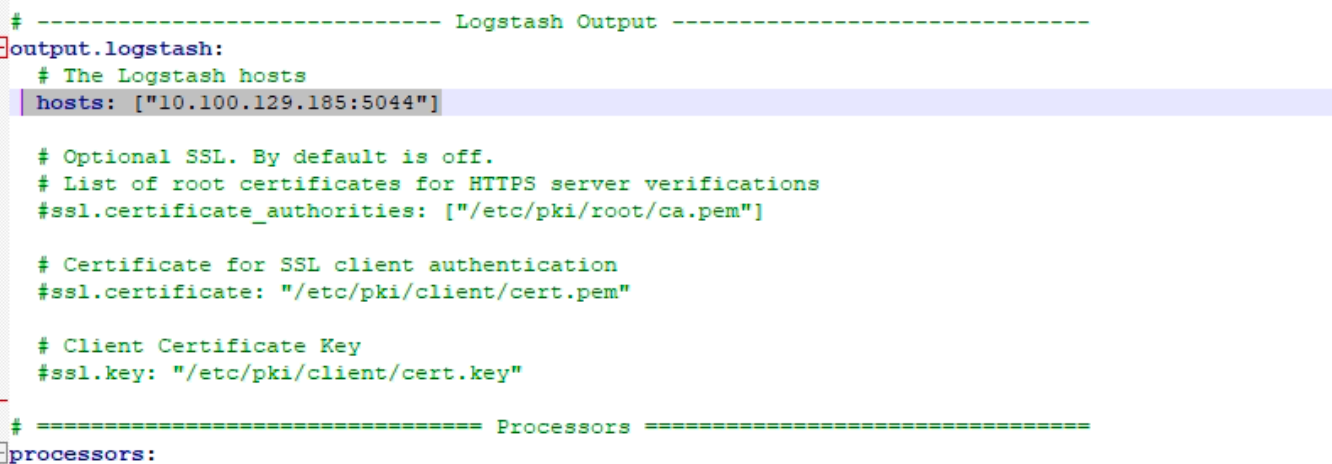 # ------------------------------ Logstash Output -------------------------------
output.logstash:
# The Logstash hosts
hosts: ["10.100.129.185:5044"]
# Optional SSL. By default is off.
# List of root certificates for HTTPS server verifications
#ssl.certificate_authorities: ["/etc/pki/root/ca.pem"]
# Certificate for SSL client authentication
#ssl.certificate: "/etc/pki/client/cert.pem"
# Client Certificate Key
#ssl.key: "/etc/pki/client/cert.key"
# ================================= Processors =================================
processors: